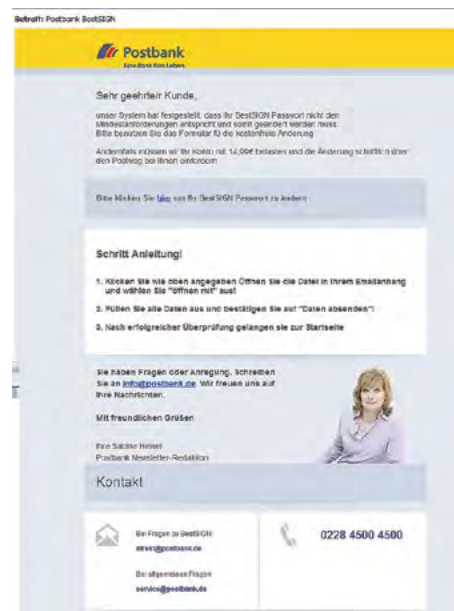 Betreff: Postbank BestSIGN
Postbank
Eine Bank fürs Leben
Sehr geehrte/r Kunde,
unser System hat festgestellt, dass Ihr BestSIGN Passwort nicht den
Mindestanforderungen entspricht und somit geändert werden muss.
Bitte benutzen Sie das Formular für die kostenfreie Änderung
Andernfalls müssen wir Ihr Konto mit 14,99€ belasten und die Änderung schriftlich über
den Postweg bei Ihnen einfordern
Bitte klicken Sie hier um Ihr BestSIGN Passwort zu ändern
Schritt Anleitung!
1. Klicken Sie wie oben angegeben Öffnen Sie die Datei in Ihrem Emailanhang
und wählen Sie "öffnen mit" aus!
2. Füllen Sie alle Daten aus und bestätigen Sie auf "Daten absenden"!
3. Nach erfolgreicher Überprüfung gelangen sie zur Startseite
Sie haben Fragen oder Anregung, Schreiben
Sie an info@postbank.de. Wir freuen uns auf
Ihre Nachrichten.
Mit freundlichen Grüßen
Ihre Sabine
Postbank Newsletter-Redaktion
Kontakt
Bei Fragen zu BestSIGN:
direkt@postbank.de
0228 4500 4500
Bei allgemeinen Fragen
service@postbank.de